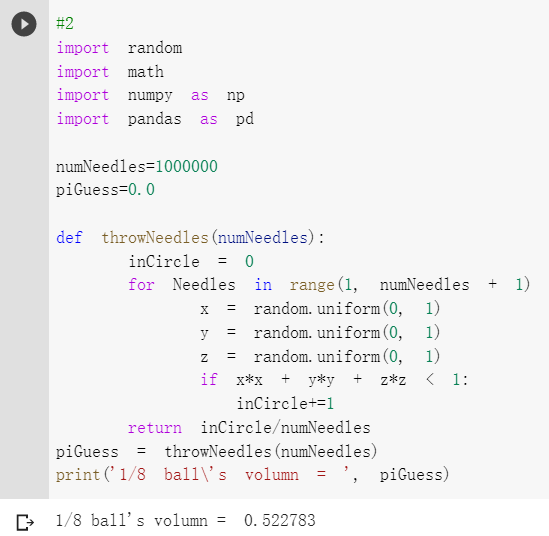 #2
import random
import math
import numpy as np
import pandas as pd
numNeedles=1000000
piGuess=0.0
def throwNeedles(numNeedles):
inCircle = 0
for Needles in range(1, numNeedles + 1)
x = random.uniform(0, 1)
y = random.uniform(0, 1)
z = random.uniform(0, 1)
if x*x + y*y + z*z < 1:
inCircle+=1
return inCircle/numNeedles
piGuess = throwNeedles(numNeedles)
print('1/8 ball\'s volumn = ', piGuess)
1/8 ball's volumn = 0.522783